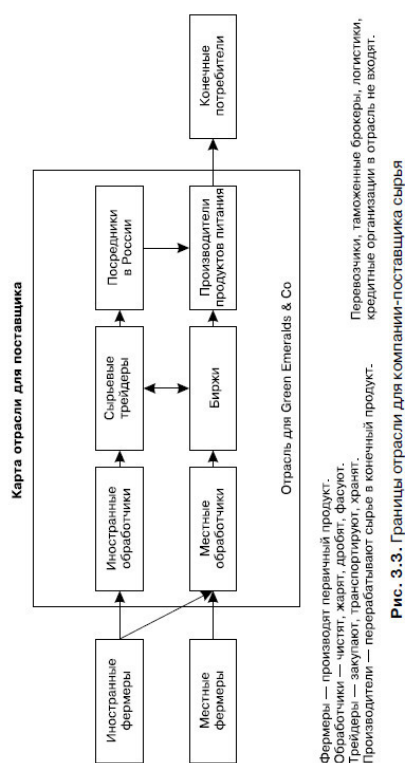 Карта отрасли для поставщика
Иностранные
фермеры
Иностранные
обработчики
Сырьевые
трейдеры
Посредники
в России
Местные
фермеры
Местные
обработчики
Биржи
Производители
продуктов питания
Конечные
потребители
Отрасль для Green Emeralds & Co
Фермеры — производят первичный продукт.
Обработчики — чистят, жарят, дробят, фасуют.
Трейдеры — закупают, транспортируют, хранят.
Производители — перерабатывают сырье в конечный продукт.
Перевозчики, таможенные брокеры, логистики,
кредитные организации в отрасль не входят.
Рис. 3.3. Границы отрасли для компании-поставщика сырья